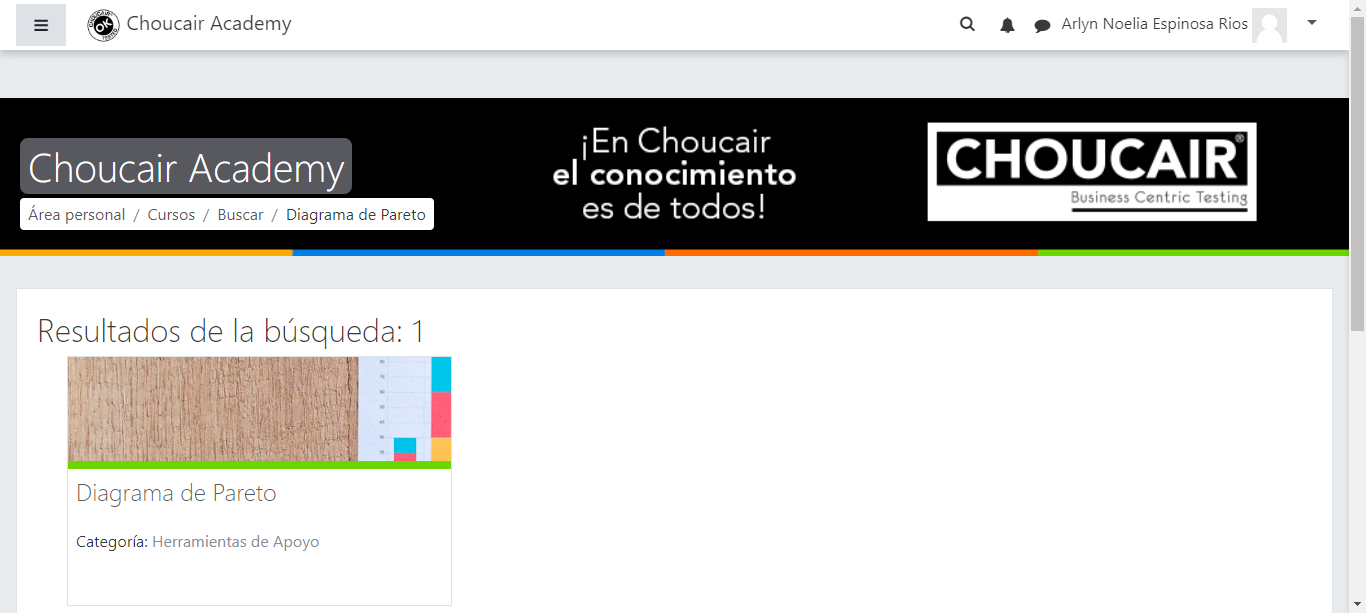 Choucair Academy
Arlyn Noelia Espinosa Rios
¡En Choucair
el conocimiento
es de todos!
CHOUCAIR®
Business Centric Testing
Choucair Academy
Área personal / Cursos / Buscar / Diagrama de Pareto
Resultados de la búsqueda: 1
Diagrama de Pareto
Categoría: Herramientas de Apoyo